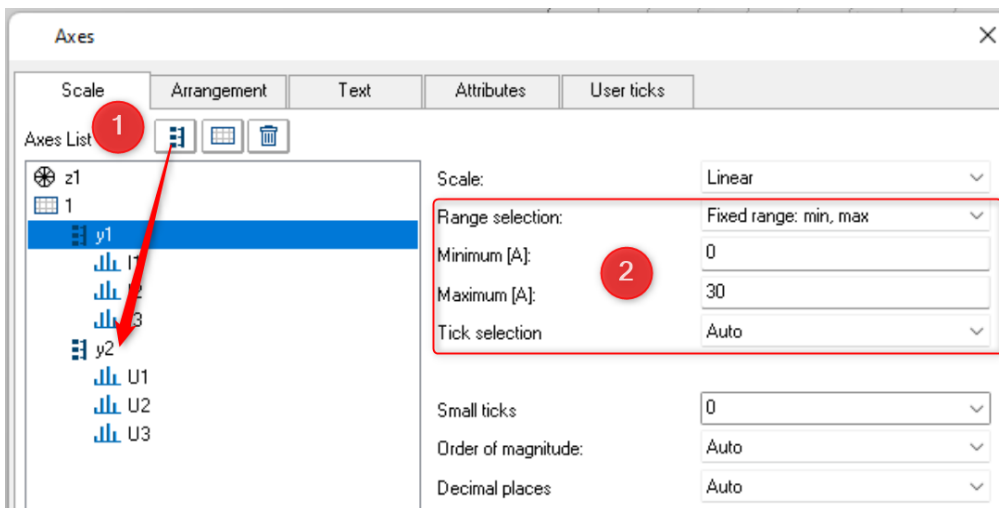 Axes
Scale
Arrangement
Text
Attributes
User ticks
Axes List
1
z1
1
y1
I1
3
y2
U1
U2
U3
Scale:
Linear
Range selection:
Fixed range: min, max
Minimum [A]:
0
2
Maximum [A]:
30
Tick selection
Auto
Small ticks
0
Order of magnitude:
Auto
Decimal places
Auto